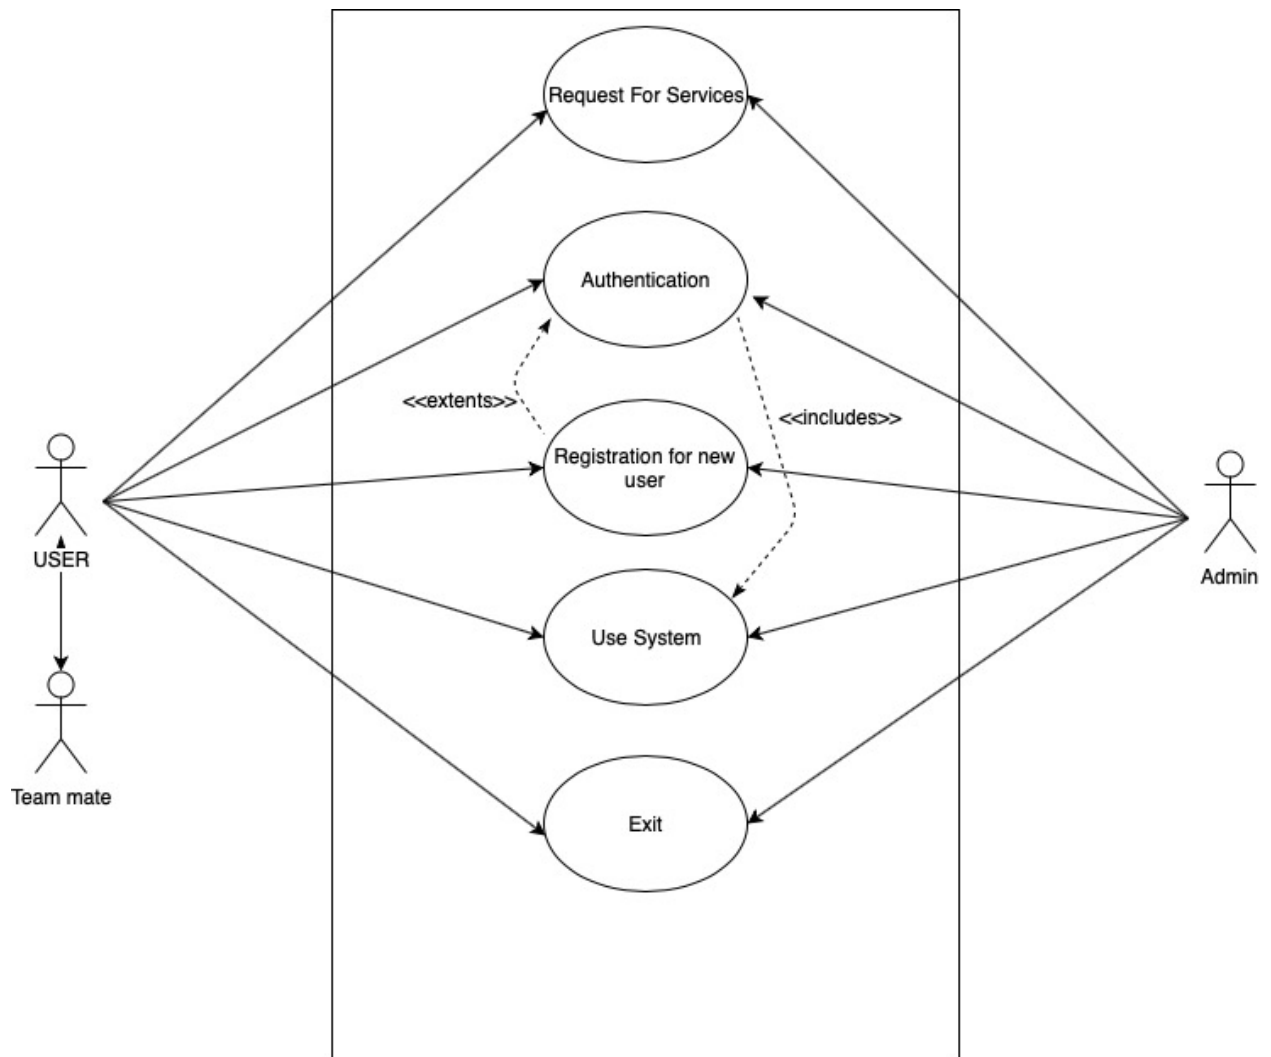 Request For Services
Authentication
<<extents>>
<<includes>>
Registration for new
user
USER
Admin
Use System
Team mate
Exit